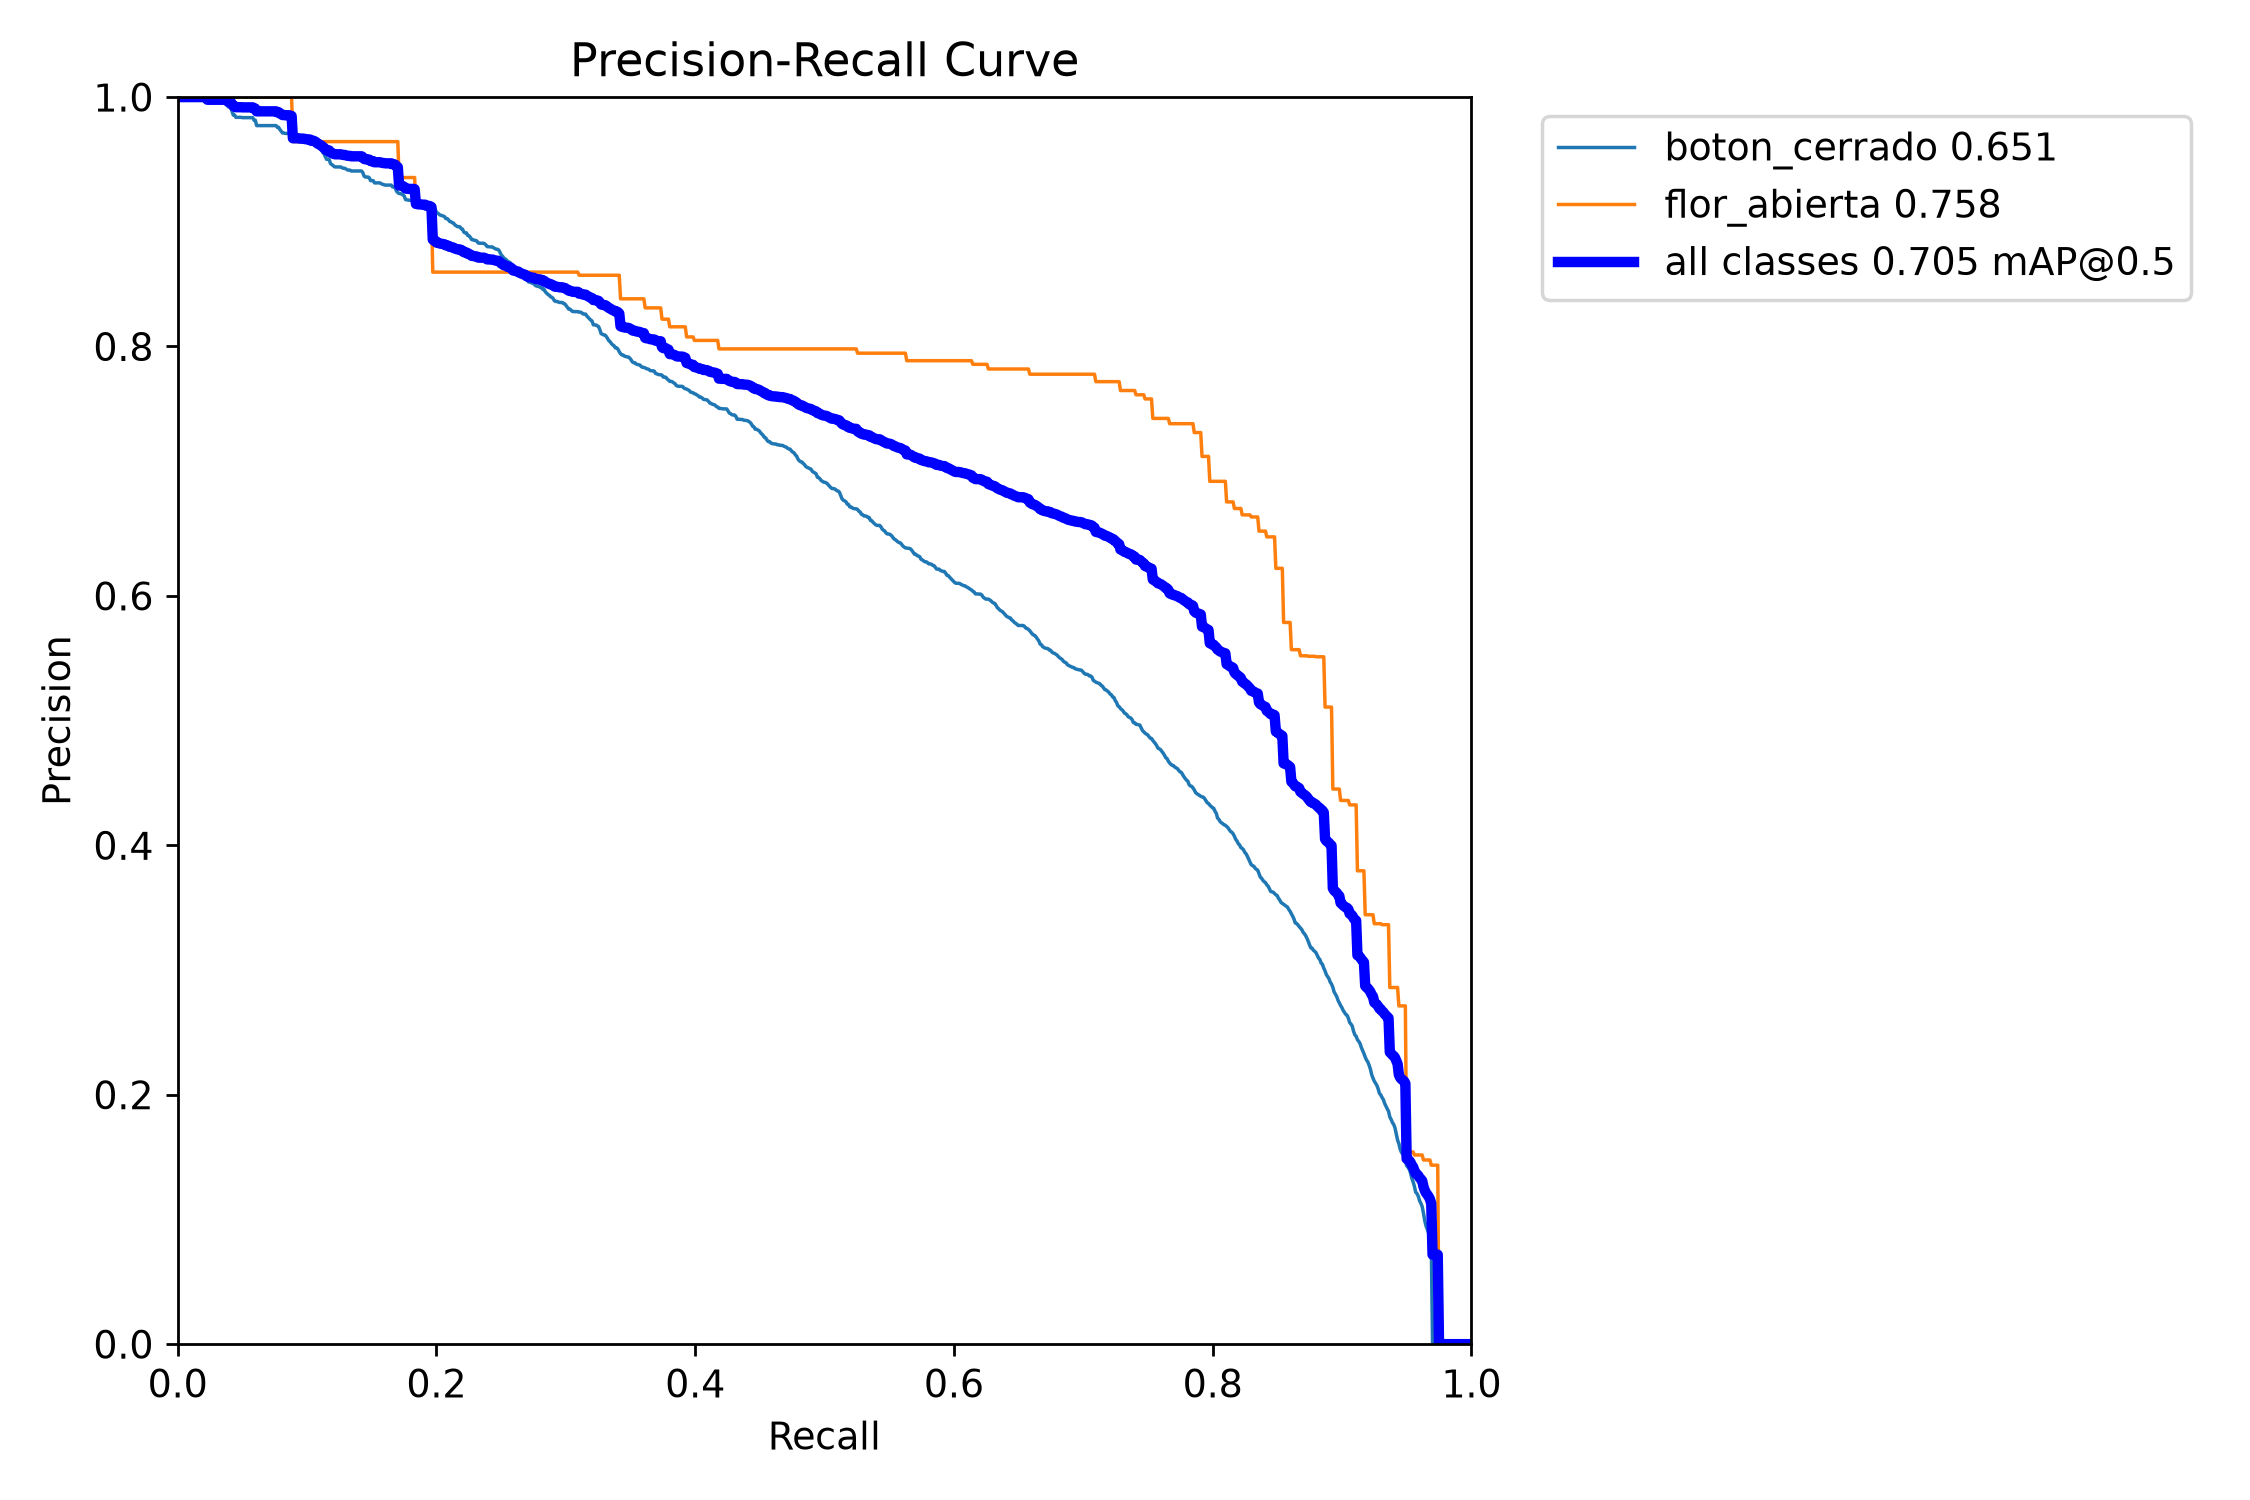 Precision-Recall Curve
1.0
0.8
0.6
0.4
0.2
0.0
Precision
0.0 0.2 0.4 0.6 0.8 1.0
Recall
boton_cerrado 0.651
flor_abierta 0.758
all classes 0.705 mAP@0.5